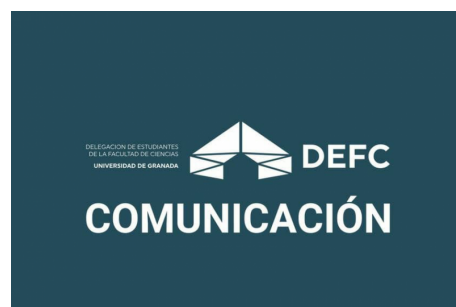 DELEGACION DE ESTUDIANTES
DE LA FACULTAD DE CIENCIAS
UNIVERSIDAD DE GRANADA
DEFC
COMUNICACIÓN